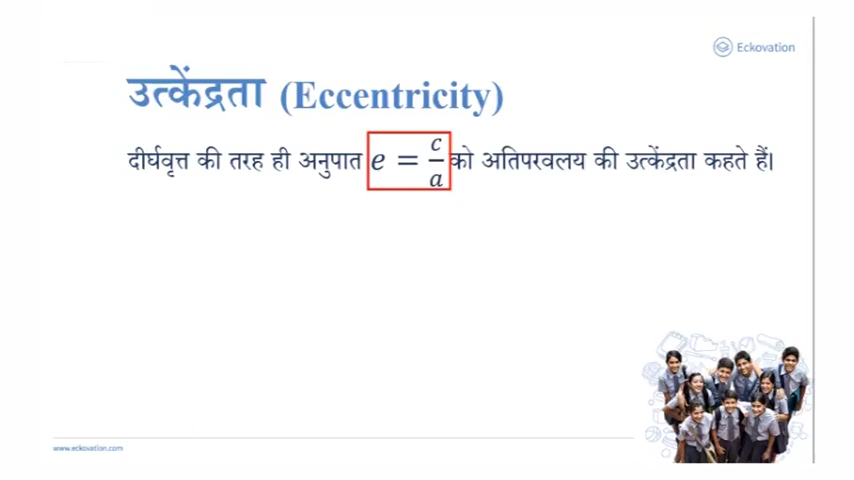 Eckovation
उत्केंद्रता (Eccentricity)
दीर्घवृत्त की तरह ही अनुपात e = c/a को अतिपरवलय की उत्केंद्रता कहते हैं।
www.eckovation.com